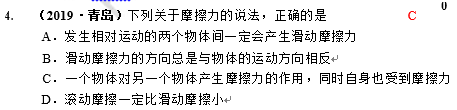 0
4. （2019·青岛）下列关于摩擦力的说法，正确的是 C
A．发生相对运动的两个物体间一定会产生滑动摩擦力
B．滑动摩擦力的方向总是与物体的运动方向相反
C．一个物体对另一个物体产生摩擦力的作用，同时自身也受到摩擦力
D．滚动摩擦一定比滑动摩擦小